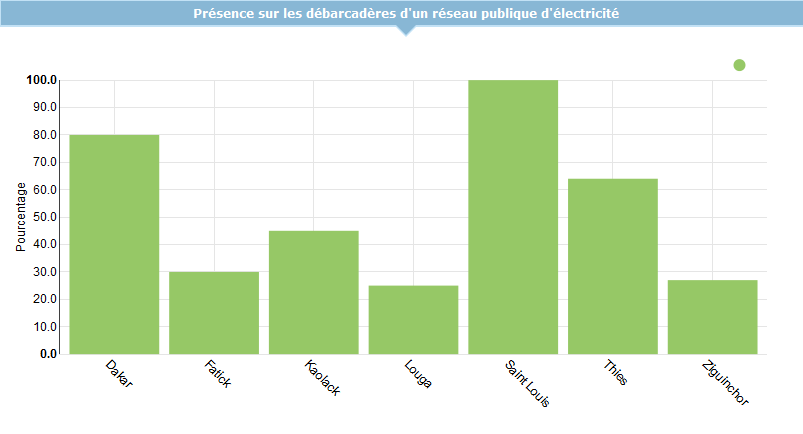 Présence sur les débarcadères d'un réseau publique d'électricité
Pourcentage
100.0
90.0
80.0
70.0
60.0
50.0
40.0
30.0
20.0
10.0
0.0
Dakar
Fatick
Kaolack
Louga
Saint Louis
Thies
Ziguinchor